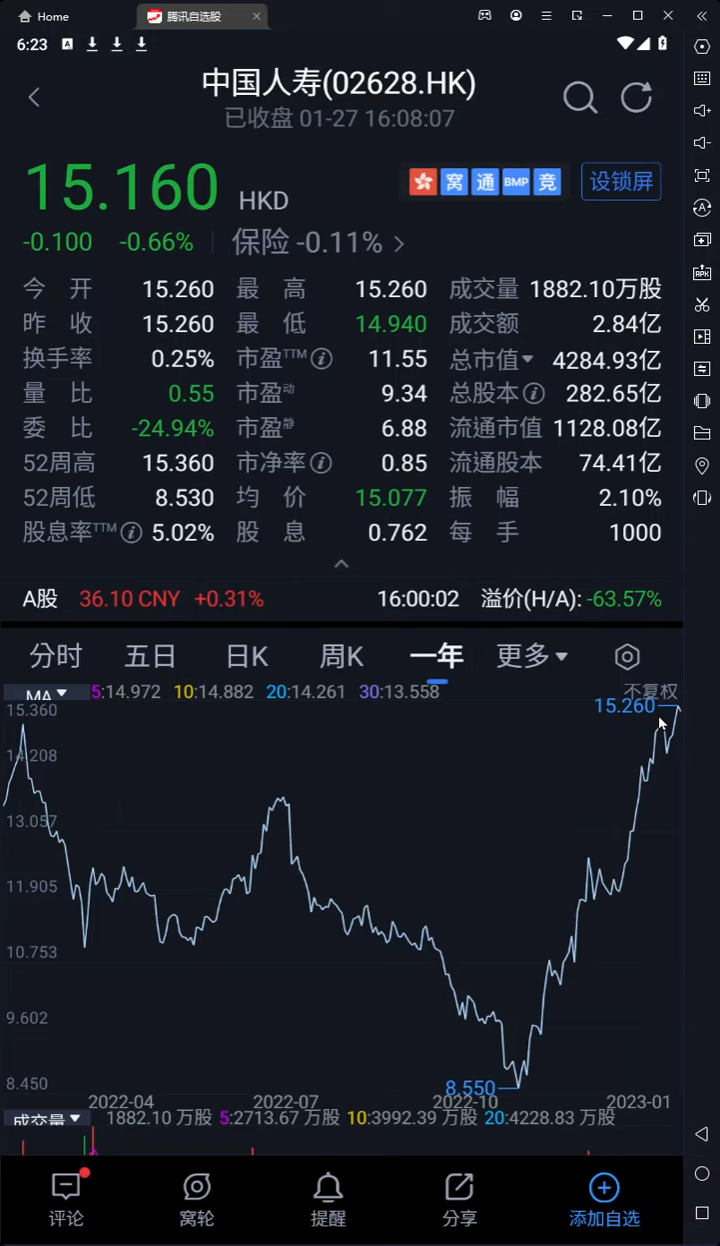 Home 腾讯自选股
6:23
中国人寿(02628.HK)
已收盘 01-27 16:08:07
15.160 HKD
窝 通 BMP 竞 设锁屏
-0.100 -0.66% 保险 -0.11%
今开 15.260 最高 15.260 成交量 1882.10万股
昨收 15.260 最低 14.940 成交额 2.84亿
换手率 0.25% 市盈TTM 11.55 总市值 4284.93亿
量比 0.55 市盈动 9.34 总股本 282.65亿
委比 -24.94% 市盈静 6.88 流通市值 1128.08亿
52周高 15.360 市净率 0.85 流通股本 74.41亿
52周低 8.530 均价 15.077 振幅 2.10%
股息率TTM 5.02% 股息 0.762 每手 1000
A股 36.10 CNY +0.31% 16:00:02 溢价(H/A): -63.57%
分时 五日 日K 周K 一年 更多
MA 5:14.972 10:14.882 20:14.261 30:13.558 不复权
15.360 15.260
14.208
13.057
11.905
10.753
9.602
8.450 8.550
2022-04 2022-07 2022-10 2023-01
成交量 1882.10 万股 5:2713.67 万股 10:3992.39 万股 20:4228.83 万股
评论 窝轮 提醒 分享 添加自选